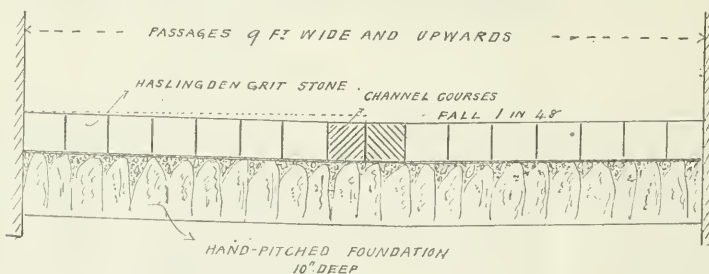 PASSAGES 9 FT WIDE AND UPWARDS
HASLINGDEN GRIT STONE.
CHANNEL COURSES
FALL 1 IN 48
HAND-PITCHED FOUNDATION
10". DEEP